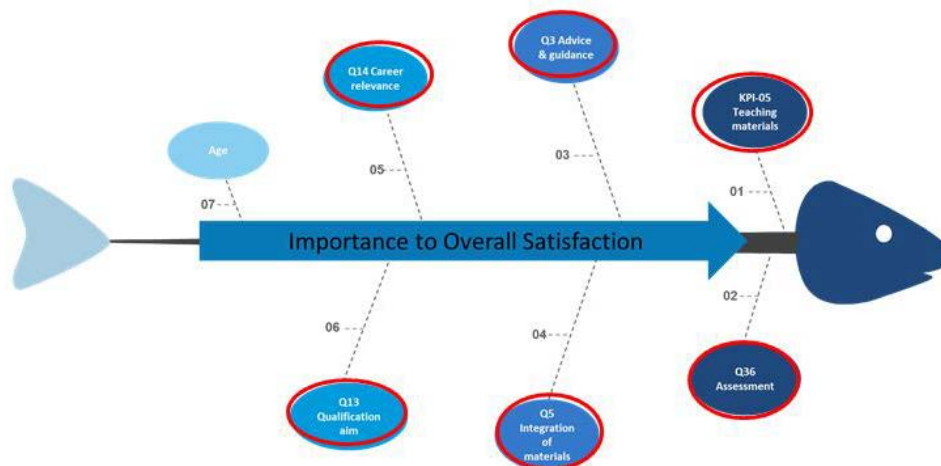 Q3 Advice
& guidance
Q14 Career
relevance
KPI-05
Teaching
materials
Age
03
05
01
07
Importance to Overall Satisfaction
02
06
04
Q36
Assessment
Q13
Qualification
aim
Q5
Integration
of
materials